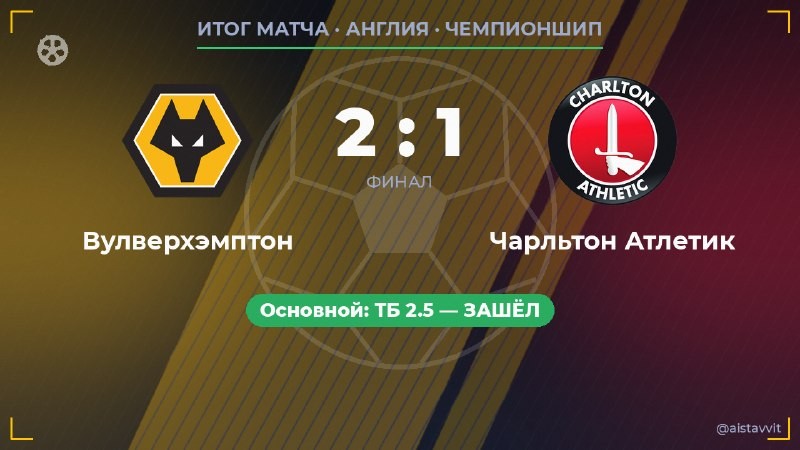 ИТОГ МАТЧА · АНГЛИЯ · ЧЕМПИОНШИП
2 : 1
ФИНАЛ
CHARLTON
ATHLETIC
Вулверхэмптон
Чарльтон Атлетик
Основной: ТБ 2.5 — ЗАШЁЛ
@aistavvit